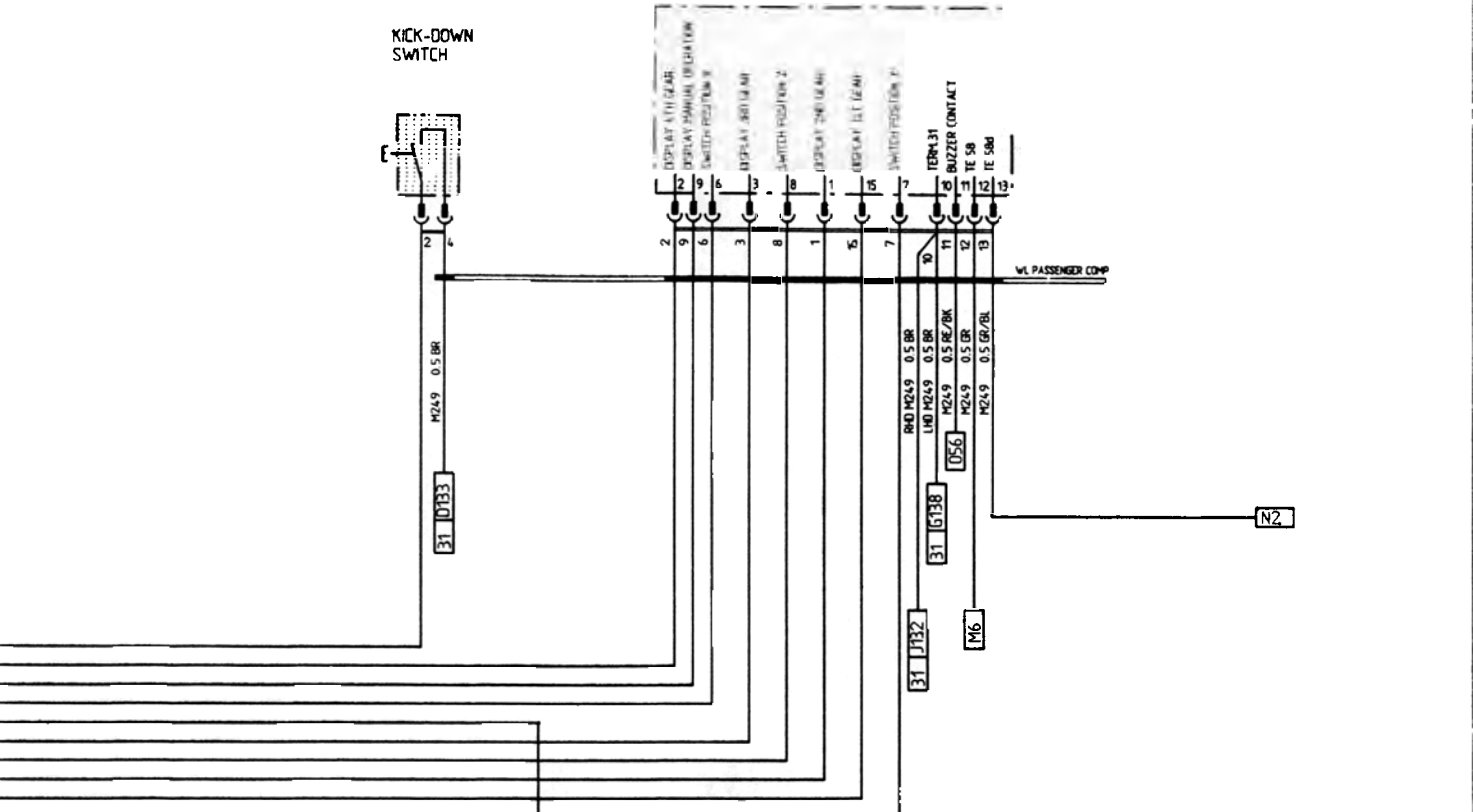 KICK-DOWN
SWITCH
DISPLAY 4TH GEAR
DISPLAY MANUAL OPERATION
SWITCH POSITION
DISPLAY 3RD GEAR
SWITCH POSITION 2
DISPLAY 2ND GEAR
DISPLAY 1ST GEAR
SWITCH POSITION
TERM.31
BUZZER CONTACT
TE 58
TE 58d
2 9 6 3 8 1 15 7 10 11 12 13
2 4
2 9 6 3 8 1 15 7 10 11 12 13
WL PASSENGER COMP
M249 0.5 BR
RHD M249 0.5 BR
LHD M249 0.5 BR
M249 0.5 RE/BK
M249 0.5 GR
M249 0.5 GR/BL
31 D133
D56
31 G138
N2
31 J132
M6